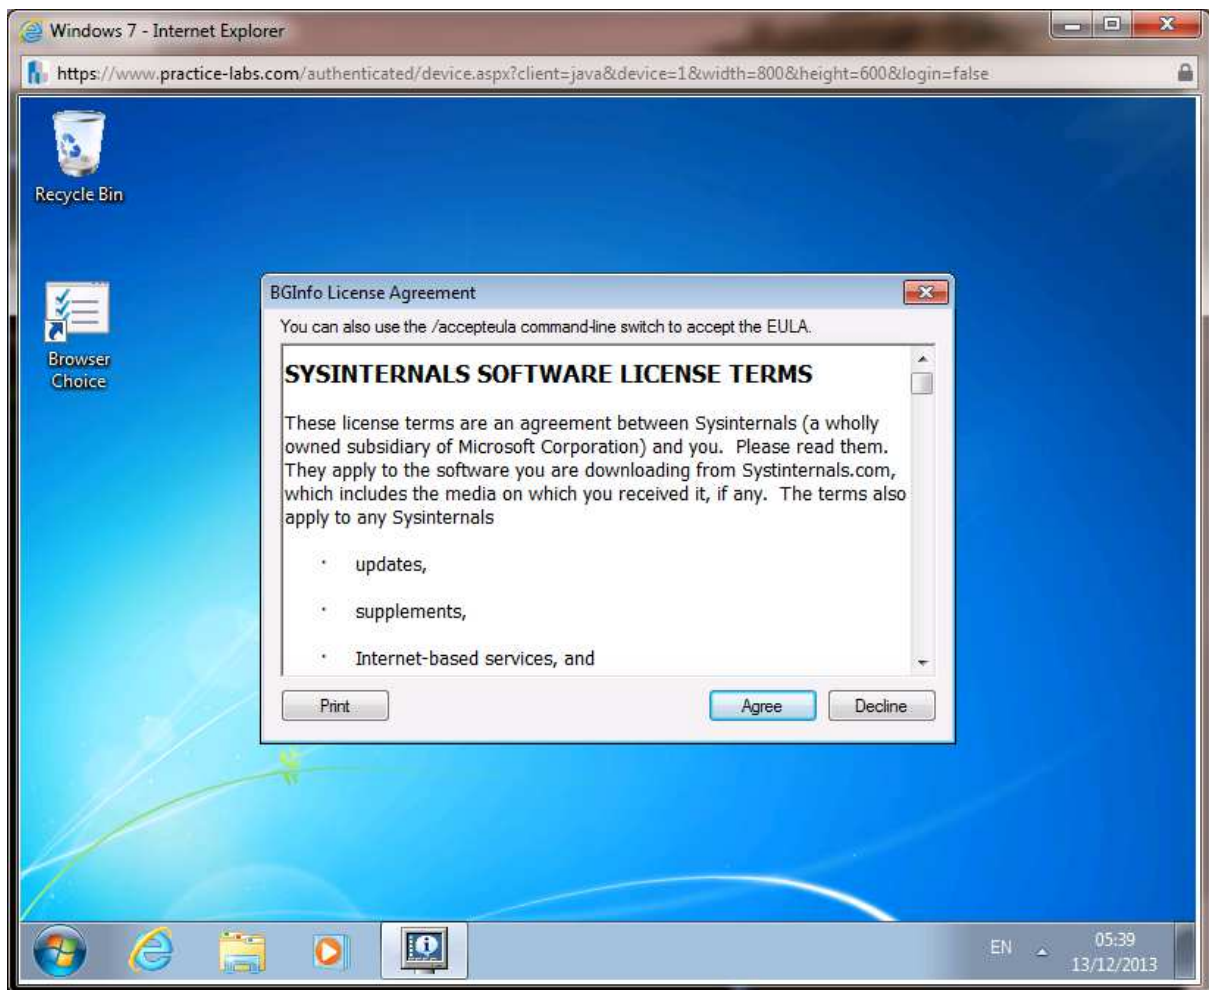 Windows 7 - Internet Explorer
https://www.practice-labs.com/authenticated/device.aspx?client=java&device=1&width=800&height=600&login=false
Recycle Bin
Browser
Choice
BGInfo License Agreement
You can also use the /accepteula command-line switch to accept the EULA.
SYSINTERNALS SOFTWARE LICENSE TERMS
These license terms are an agreement between Sysinternals (a wholly
owned subsidiary of Microsoft Corporation) and you.  Please read them.
They apply to the software you are downloading from Systinternals.com,
which includes the media on which you received it, if any.  The terms also
apply to any Sysinternals
· updates,
· supplements,
· Internet-based services, and
Print Agree Decline
EN 05:39
13/12/2013